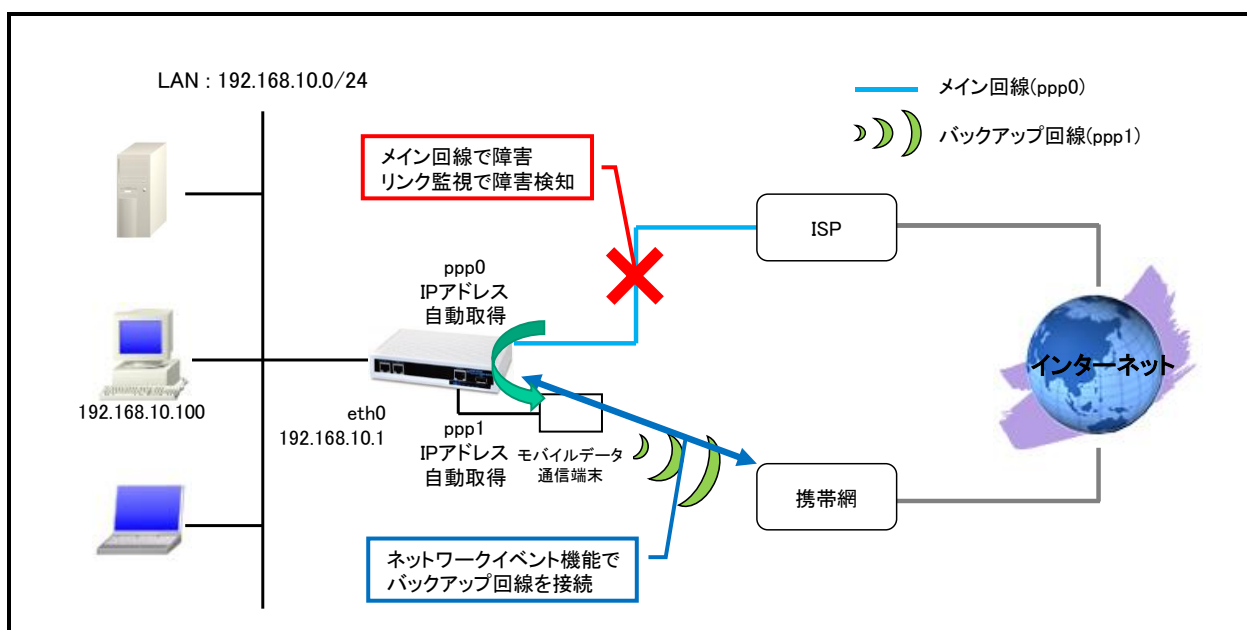 LAN : 192.168.10.0/24
メイン回線(ppp0)
バックアップ回線(ppp1)
メイン回線で障害
リンク監視で障害検知
ISP
ppp0
IPアドレス
自動取得
インターネット
192.168.10.100
eth0
192.168.10.1
ppp1
IPアドレス
自動取得
モバイルデータ
通信端末
携帯網
ネットワークイベント機能で
バックアップ回線を接続